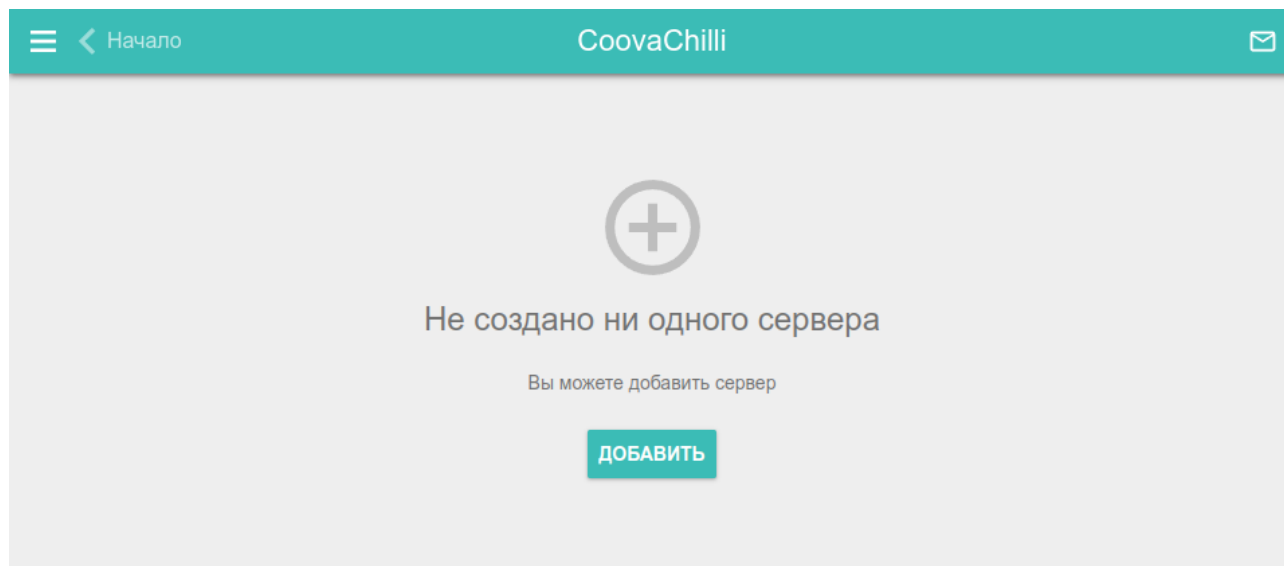 Начало
CoovaChilli
Не создано ни одного сервера
Вы можете добавить сервер
ДОБАВИТЬ